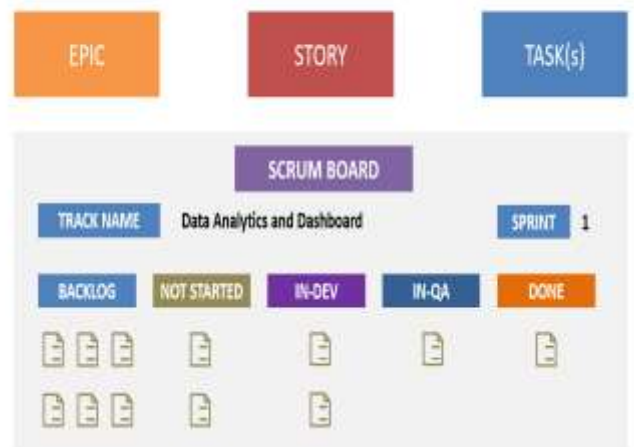 EPIC STORY TASK(s)
SCRUM BOARD
TRACK NAME Data Analytics and Dashboard SPRINT 1
BACKLOG NOT STARTED IN-DEV IN-QA DONE